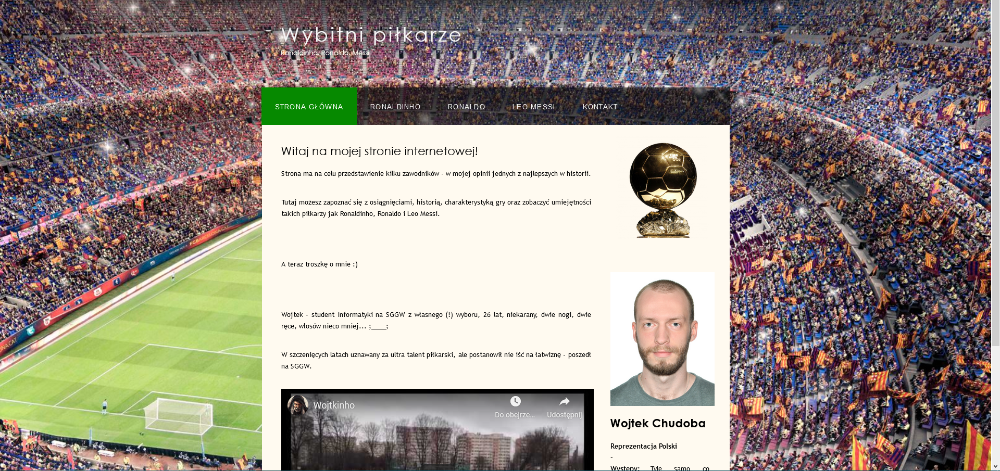 Wybitni piłkarze
Ronaldinho, Ronaldo, Messi
STRONA GŁÓWNA
RONALDINHO
RONALDO
LEO MESSI
KONTAKT
Witaj na mojej stronie internetowej!
Strona ma na celu przedstawienie kilku zawodników - w mojej opinii jednych z najlepszych w historii.
Tutaj możesz zapoznać się z osiągnięciami, historią, charakterystyką gry oraz zobaczyć umiejętności
takich piłkarzy jak Ronaldinho, Ronaldo i Leo Messi.
A teraz troszkę o mnie :)
Wojtek - student Informatyki na SGGW z własnego (!) wyboru, 26 lat, niekarany, dwie nogi, dwie
ręce, włosów nieco mniej... ;____;
W szczenięcych latach uznawany za ultra talent piłkarski, ale postanowił nie iść na łatwiznę - poszedł
na SGGW.
Wojtkinho
Do obejrze...
Udostępnij
Wojtek Chudoba
Reprezentacja Polski
-
Występy: Tyle samo co
FCBARCELONA.CAT
ONA.CAT